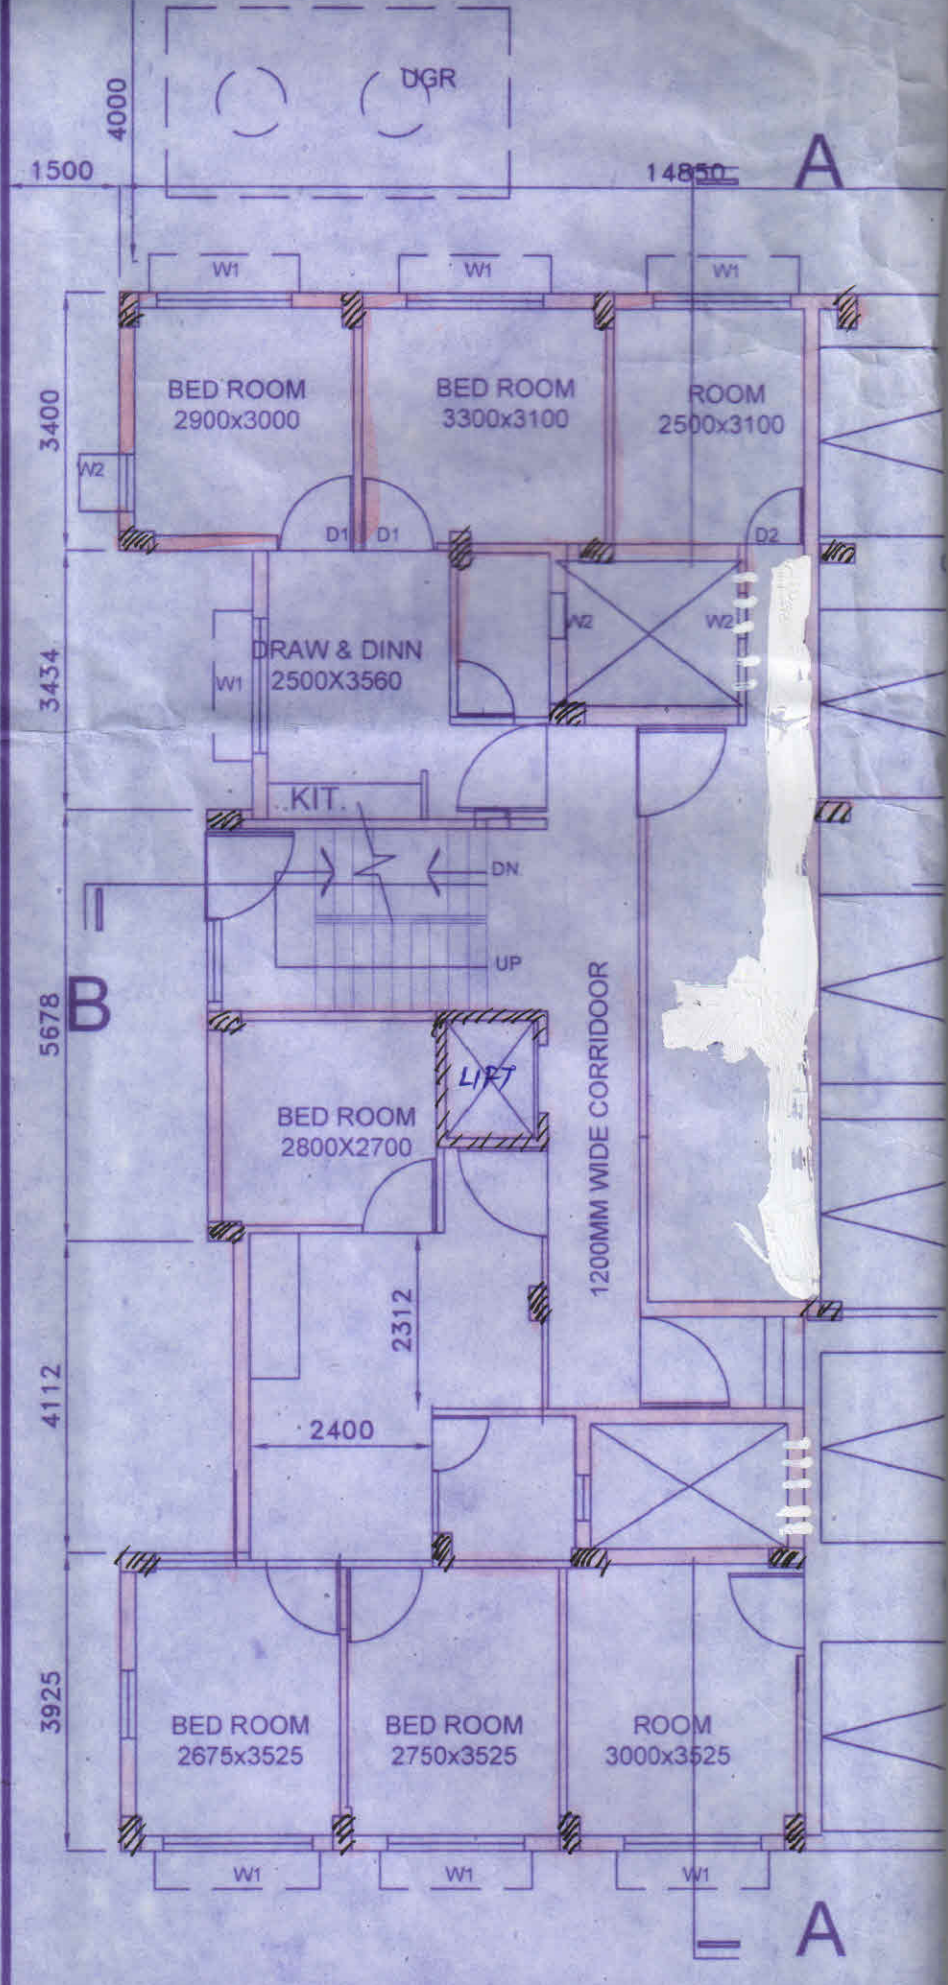 UGR
4000
1500
14850
A
W1
W1
W1
BED ROOM
2900x3000
BED ROOM
3300x3100
ROOM
2500x3100
3400
W2
D1
D1
D2
W2
W2
DRAW & DINN
2500X3560
W1
3434
..KIT.
DN
UP
B
5678
LIFT
BED ROOM
2800X2700
1200MM WIDE CORRIDOOR
2312
4112
2400
BED ROOM
2675x3525
BED ROOM
2750x3525
ROOM
3000x3525
3925
W1
W1
W1
A